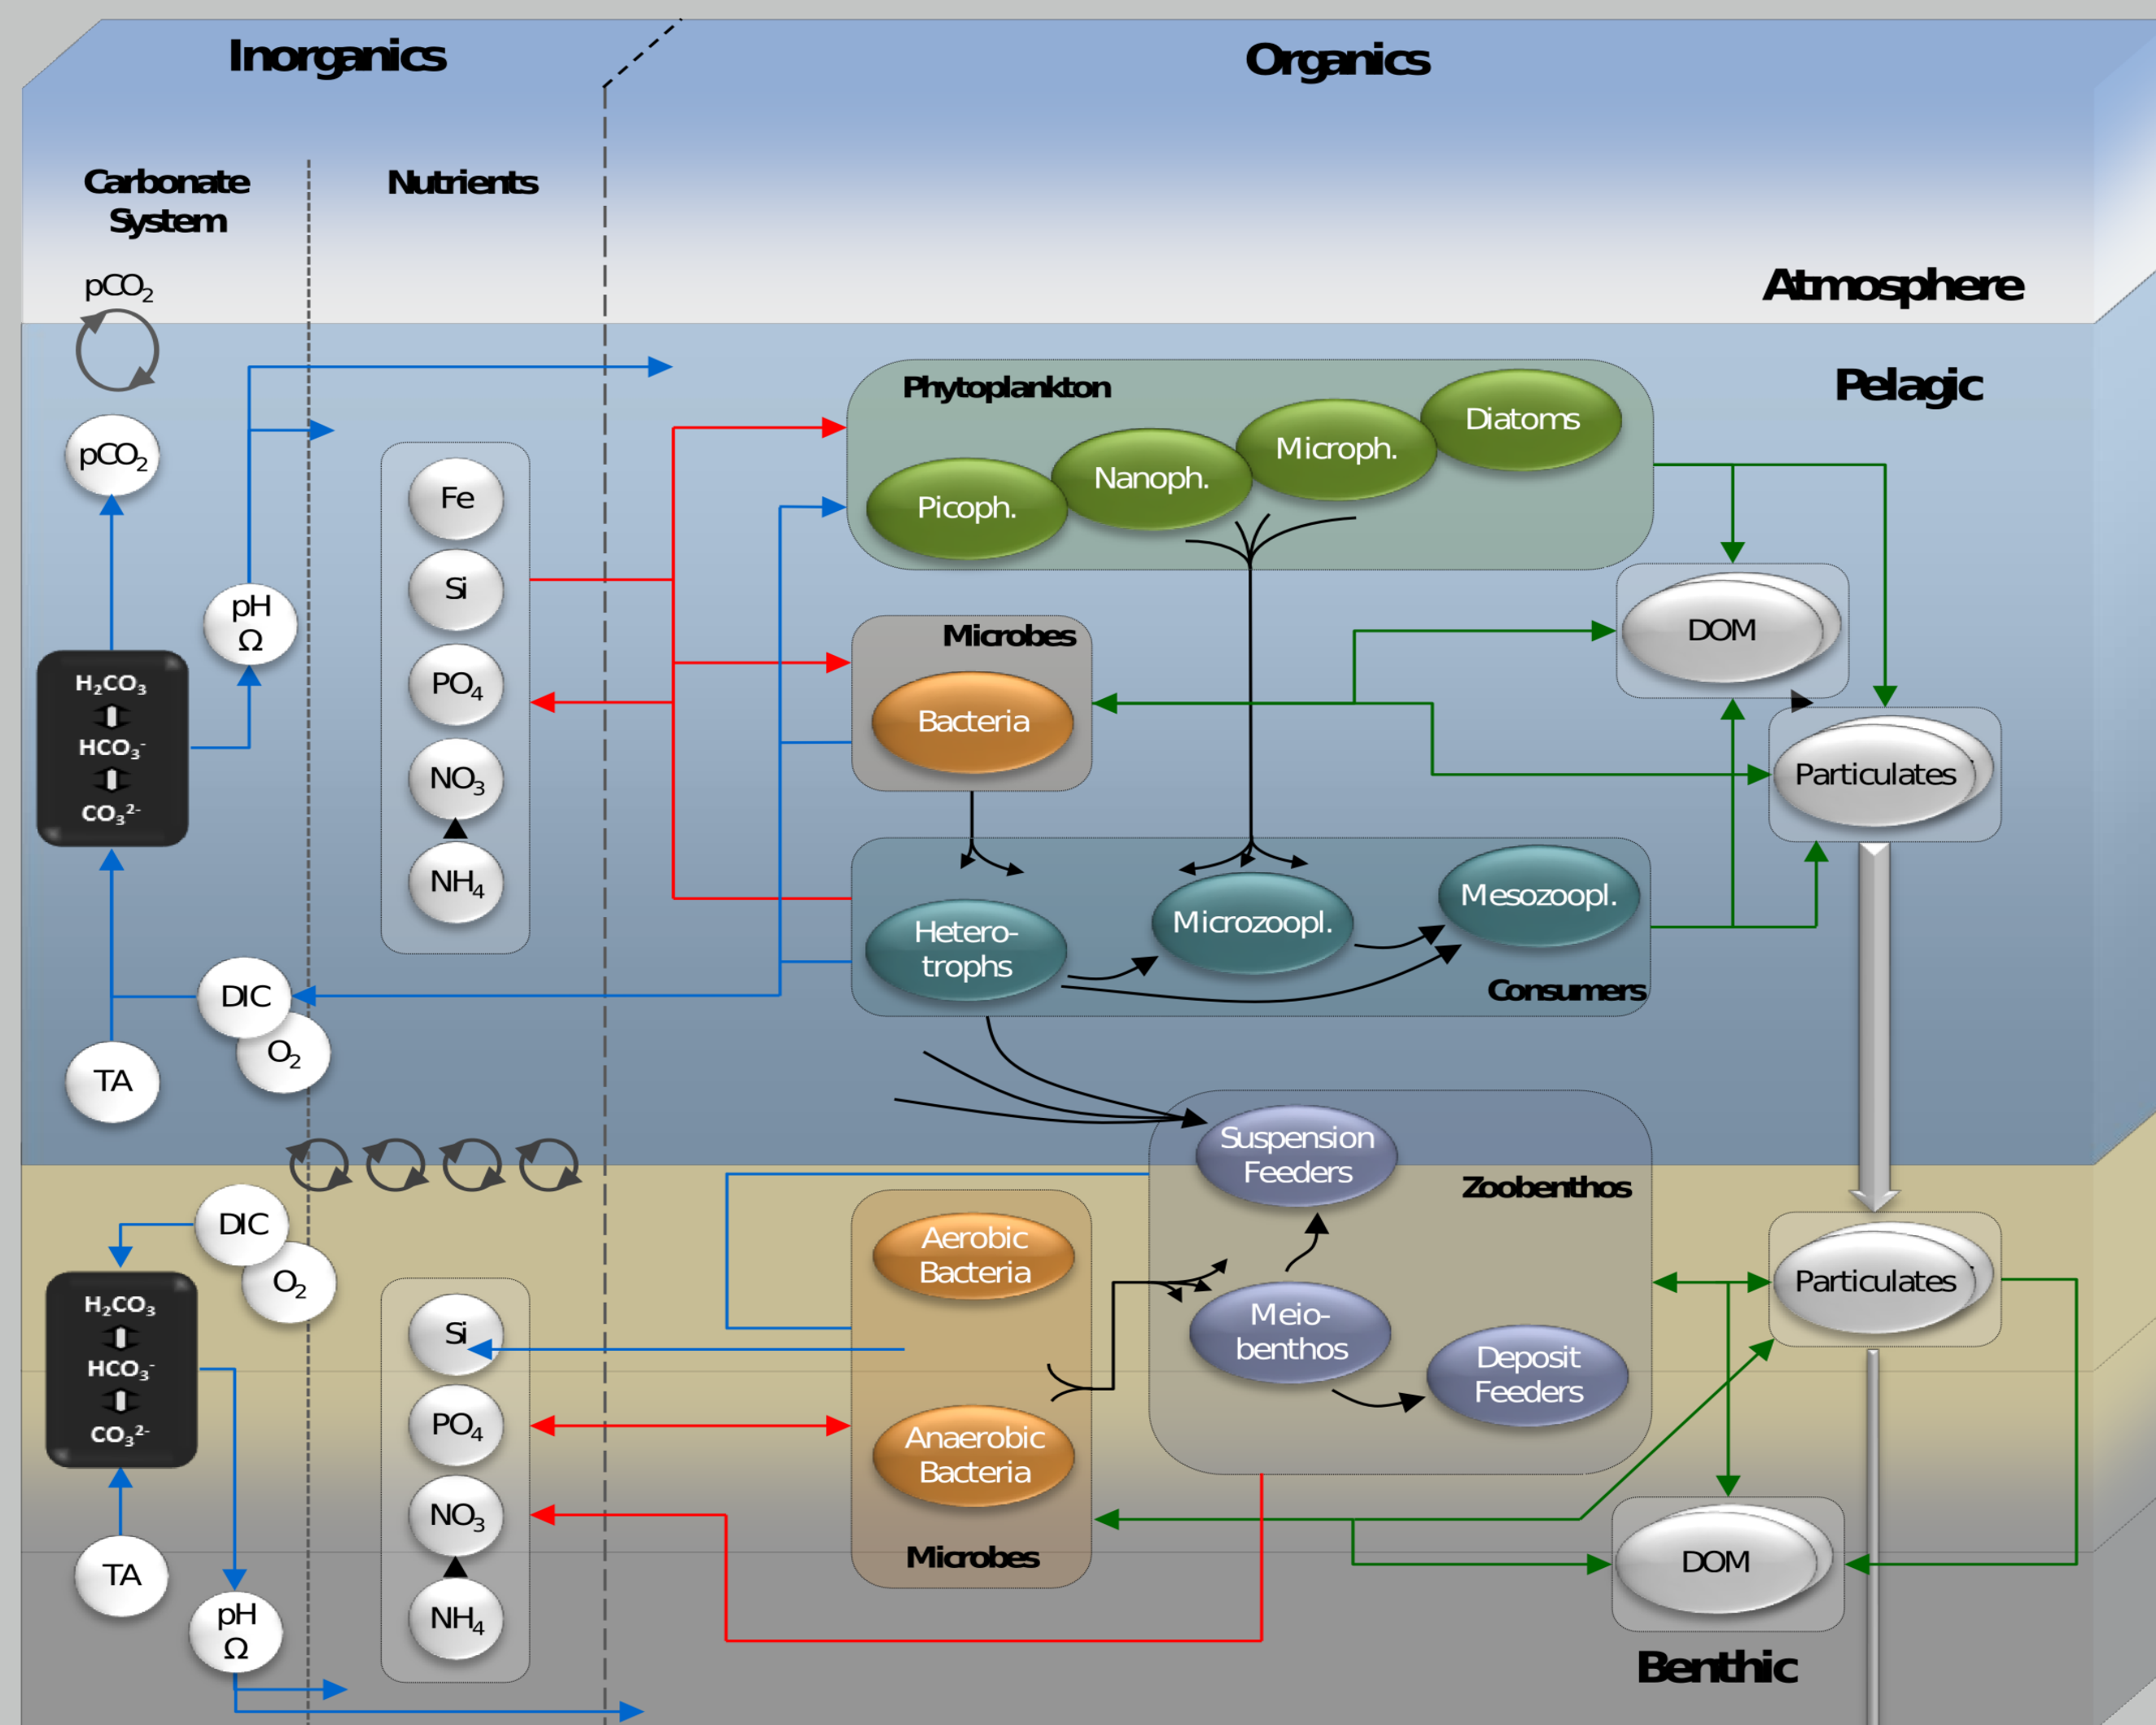 Inorganics
Organics
Carbonate
System
Nutrients
pCO₂
Atmosphere
Pelagic
pCO₂
pH
Ω
H₂CO₃
HCO₃⁻
CO₃²⁻
DIC
O₂
TA
Fe
Si
PO₄
NO₃
NH₄
Phytoplankton
Picoph.
Nanoph.
Microph.
Diatoms
Microbes
Bacteria
DOM
Particulates
Hetero-
trophs
Microzoopl.
Mesozoopl.
Consumers
Suspension
Feeders
Zoobenthos
Meio-
benthos
Deposit
Feeders
Aerobic
Bacteria
Anaerobic
Bacteria
Microbes
Particulates
DOM
Benthic
DIC
O₂
H₂CO₃
HCO₃⁻
CO₃²⁻
TA
pH
Ω
Si
PO₄
NO₃
NH₄